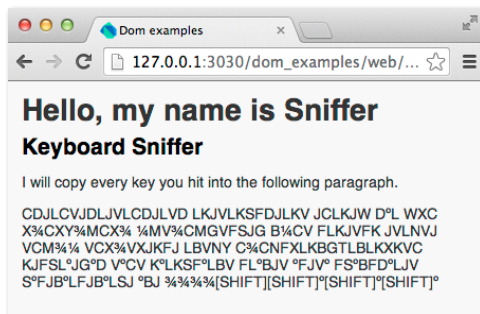 Dom examples
127.0.0.1:3030/dom_examples/web/...
Hello, my name is Sniffer
Keyboard Sniffer
I will copy every key you hit into the following paragraph.
CDJLCVJDLJVLCDJLVD LKJVLKSFDJLKV JCLKJW DºL WXC
X¾CXY¾MCX¾ ¼MV¾CMGVFSJG B¼CV FLKJVFK JVLNVJ
VCM¾¼ VCX¾VXJKFJ LBVNY C¾CNFXLKBGTLBLKXKVC
KJFSLºJGºD VºCV KºLKSFºLBV FLºBJV ºFJVº FSºBFDºLJV
SºFJBºLFJBºLSJ ºBJ ¾¾¾¾[SHIFT][SHIFT]º[SHIFT]º[SHIFT]º